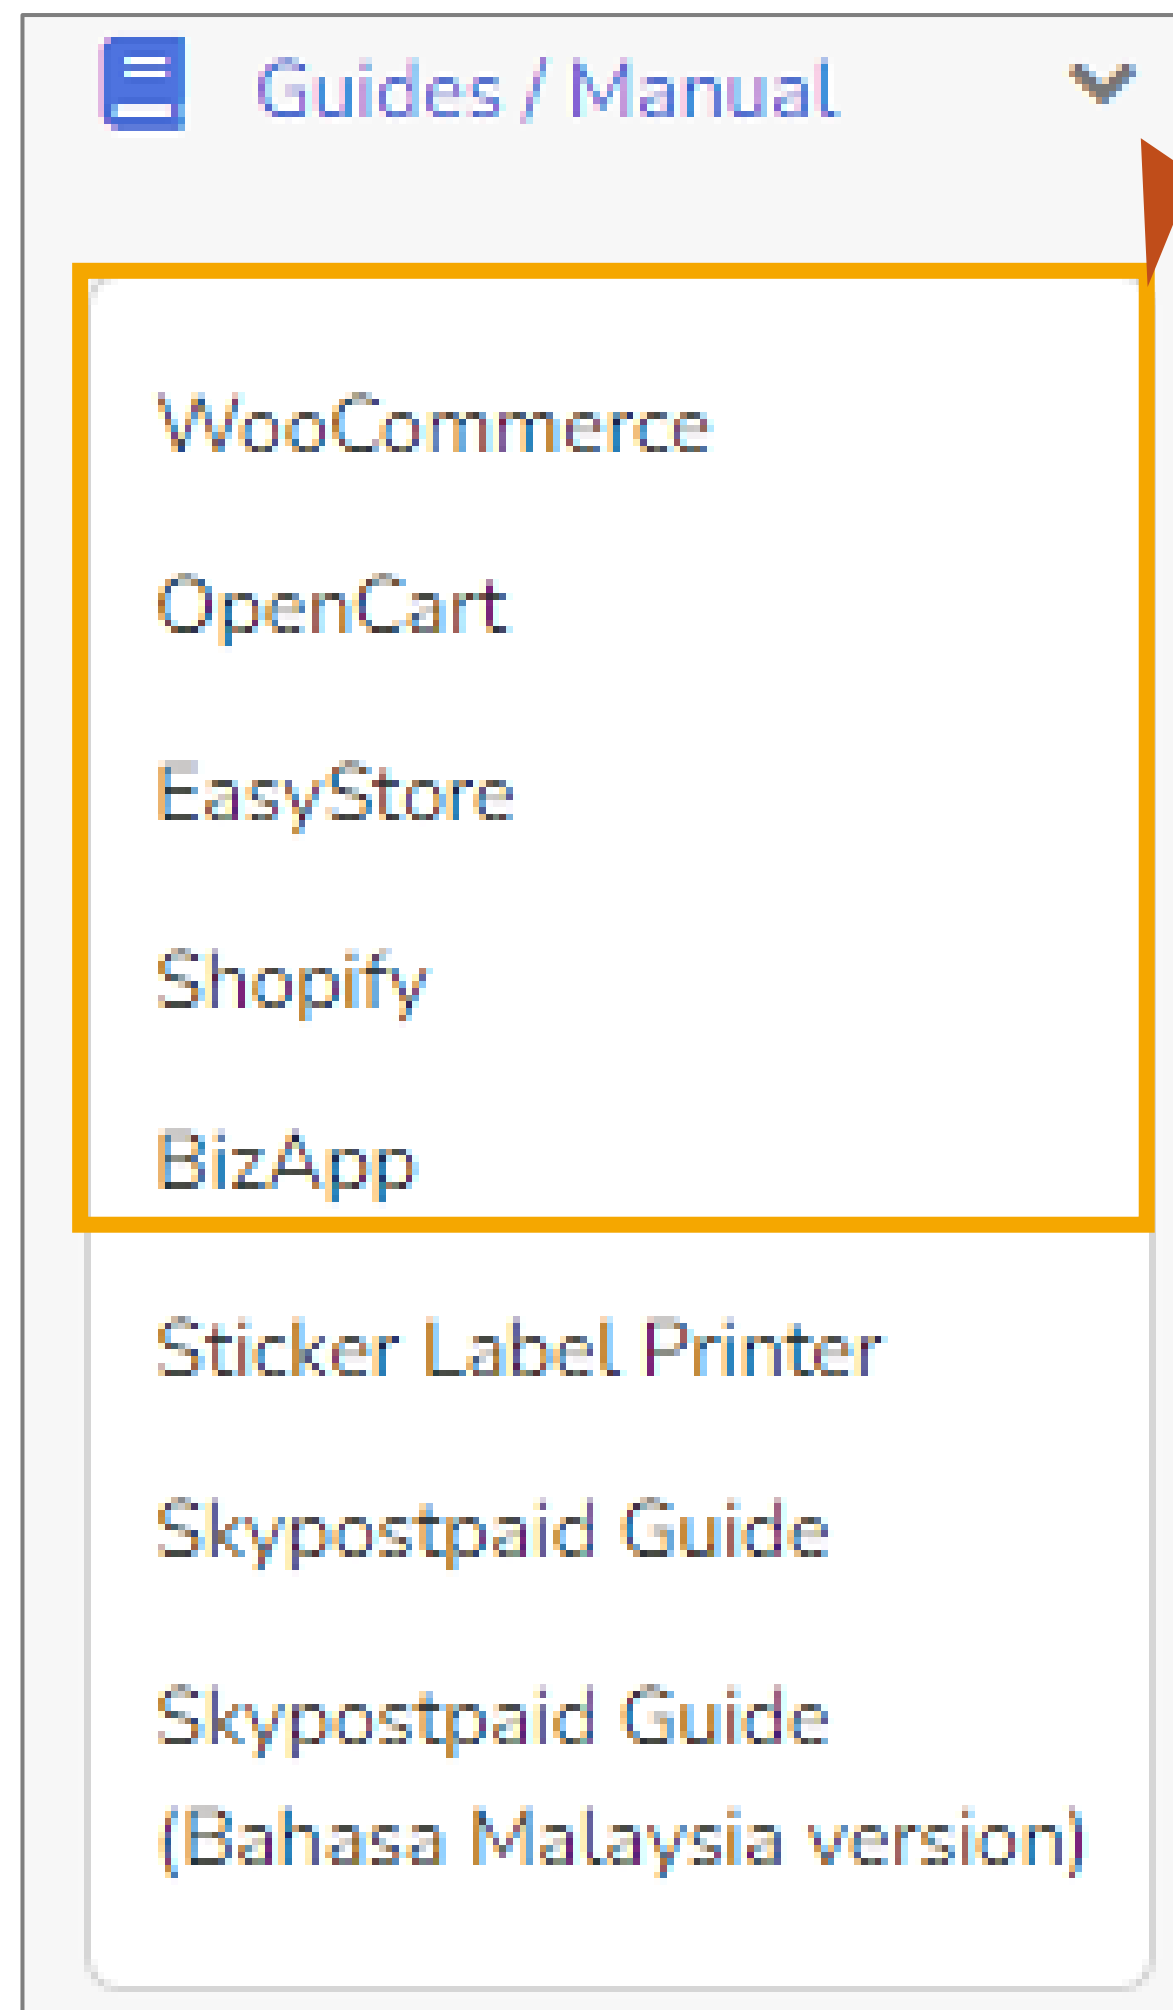 Guides / Manual
WooCommerce
OpenCart
EasyStore
Shopify
BizApp
Sticker Label Printer
Skypostpaid Guide
Skypostpaid Guide
(Bahasa Malaysia version)